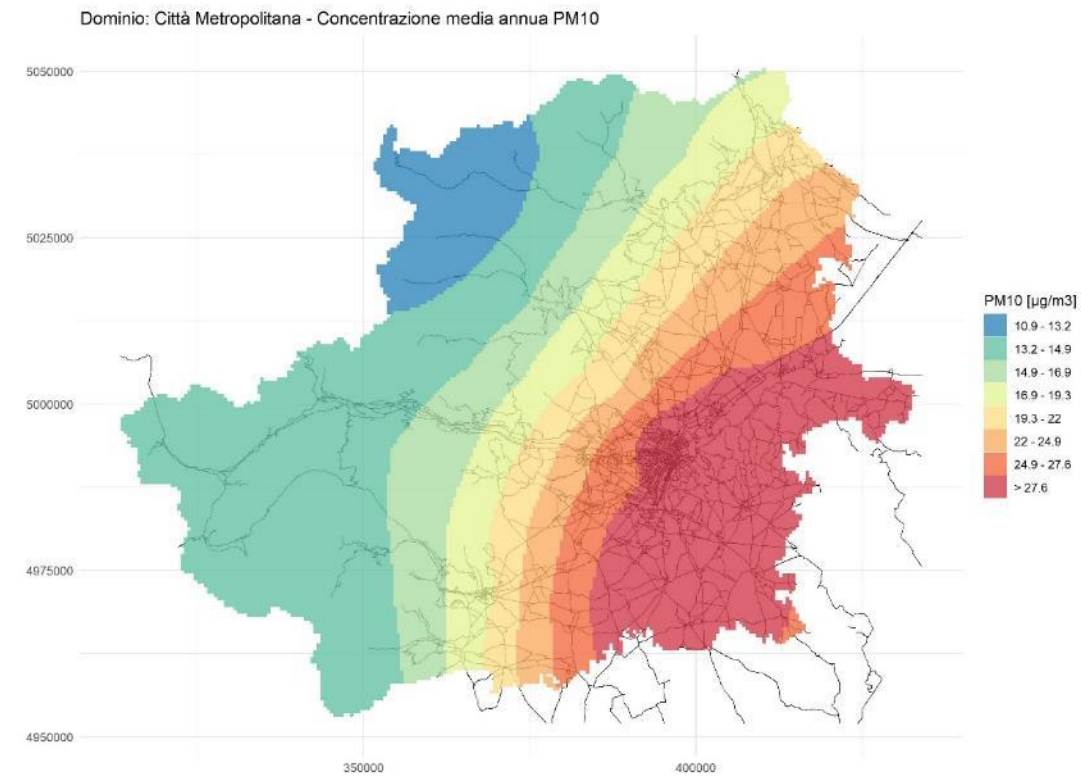 Dominio: Città Metropolitana - Concentrazione media annua PM10
5050000
5025000
5000000
4975000
4950000
350000
400000
PM10 [µg/m3]
10.9 - 13.2
13.2 - 14.9
14.9 - 16.9
16.9 - 19.3
19.3 - 22
22 - 24.9
24.9 - 27.6
> 27.6